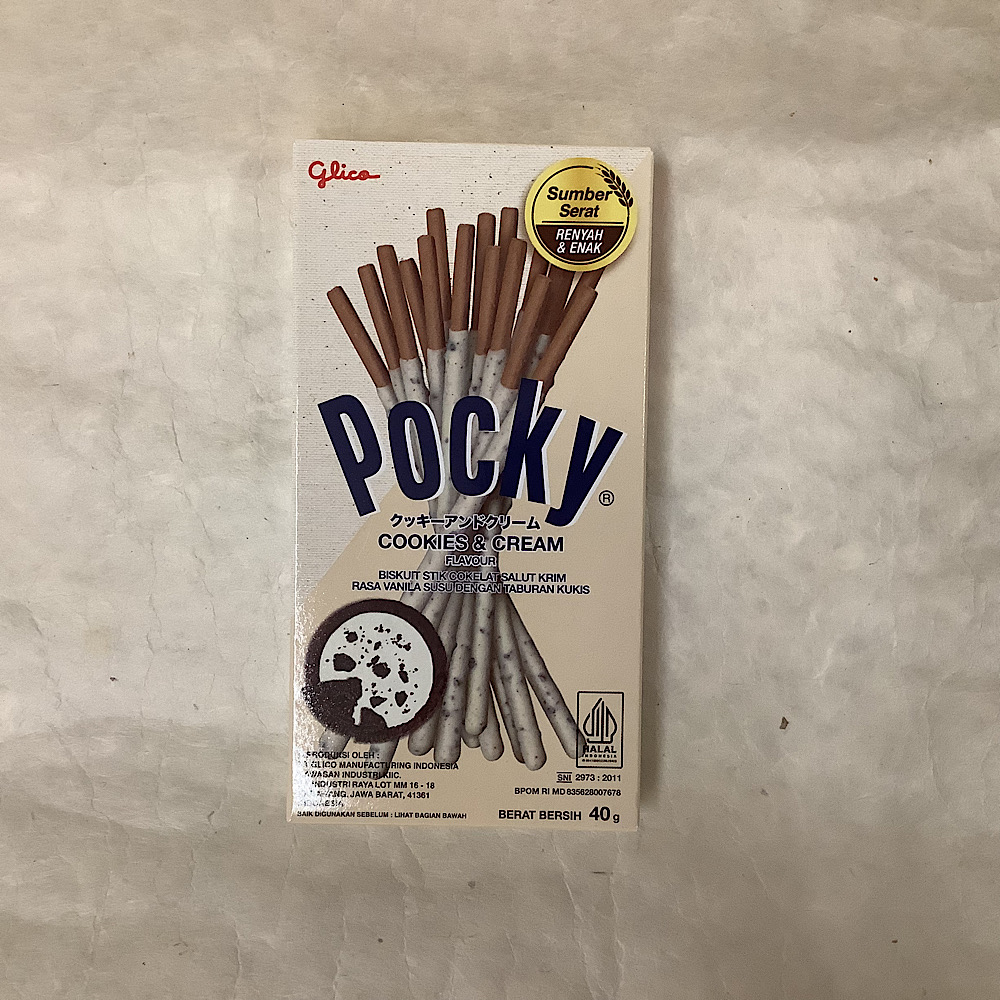 Glico
Sumber
Serat
RENYAH
& ENAK
Pocky®
クッキーアンドクリーム
COOKIES & CREAM
FLAVOUR
BISKUIT STIK COKELAT SALUT KRIM
RASA VANILA SUSU DENGAN TABURAN KUKIS
HALAL
INDONESIA
OLEH :
GLICO MANUFACTURING INDONESIA
INDUSTRI KIIC.
INDUSTRI RAYA LOT MM 16 - 18
JAWA BARAT, 41361
SNI 2973 : 2011
BPOM RI MD 835628007678
BAIK DIGUNAKAN SEBELUM : LIHAT BAGIAN BAWAH
BERAT BERSIH 40 g